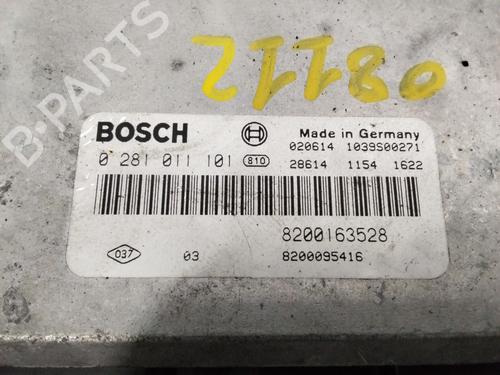 B-PARTS
08112
BOSCH
Made in Germany
020614 1039S00271
0 281 011 101 810
28614 1154 1622
8200163528
037 03 8200095416